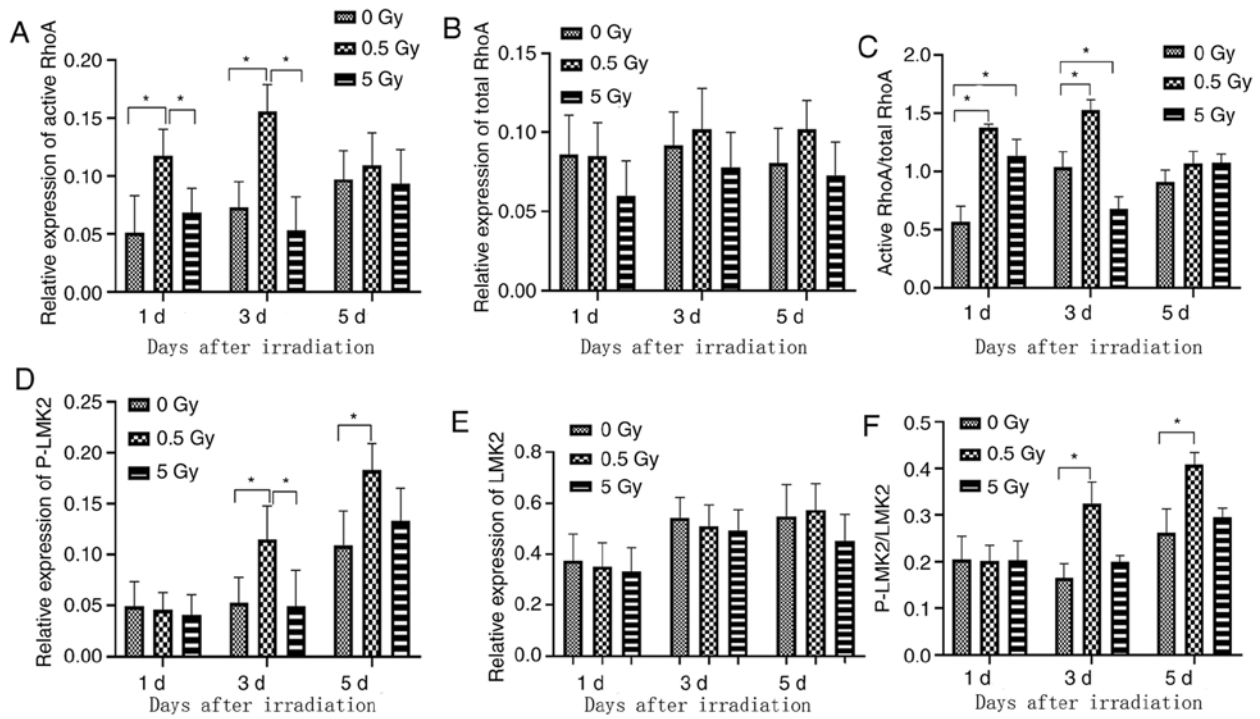 A
Relative expression of active RhoA
0 Gy
0.5 Gy
5 Gy
0.20
0.15
0.10
0.05
0.00
* * * *
1 d 3 d 5 d
Days after irradiation
B
Relative expression of total RhoA
0 Gy
0.5 Gy
5 Gy
0.15
0.10
0.05
0.00
1 d 3 d 5 d
Days after irradiation
C
Active RhoA/total RhoA
0 Gy
0.5 Gy
5 Gy
2.0
1.5
1.0
0.5
0.0
* * * *
1 d 3 d 5 d
Days after irradiation
D
Relative expression of P-LMK2
0 Gy
0.5 Gy
5 Gy
0.25
0.20
0.15
0.10
0.05
0.00
* * *
1 d 3 d 5 d
Days after irradiation
E
Relative expression of LMK2
0 Gy
0.5 Gy
5 Gy
0.8
0.6
0.4
0.2
0.0
1 d 3 d 5 d
Days after irradiation
F
P-LMK2/LMK2
0 Gy
0.5 Gy
5 Gy
0.5
0.4
0.3
0.2
0.1
0.0
* *
1 d 3 d 5 d
Days after irradiation